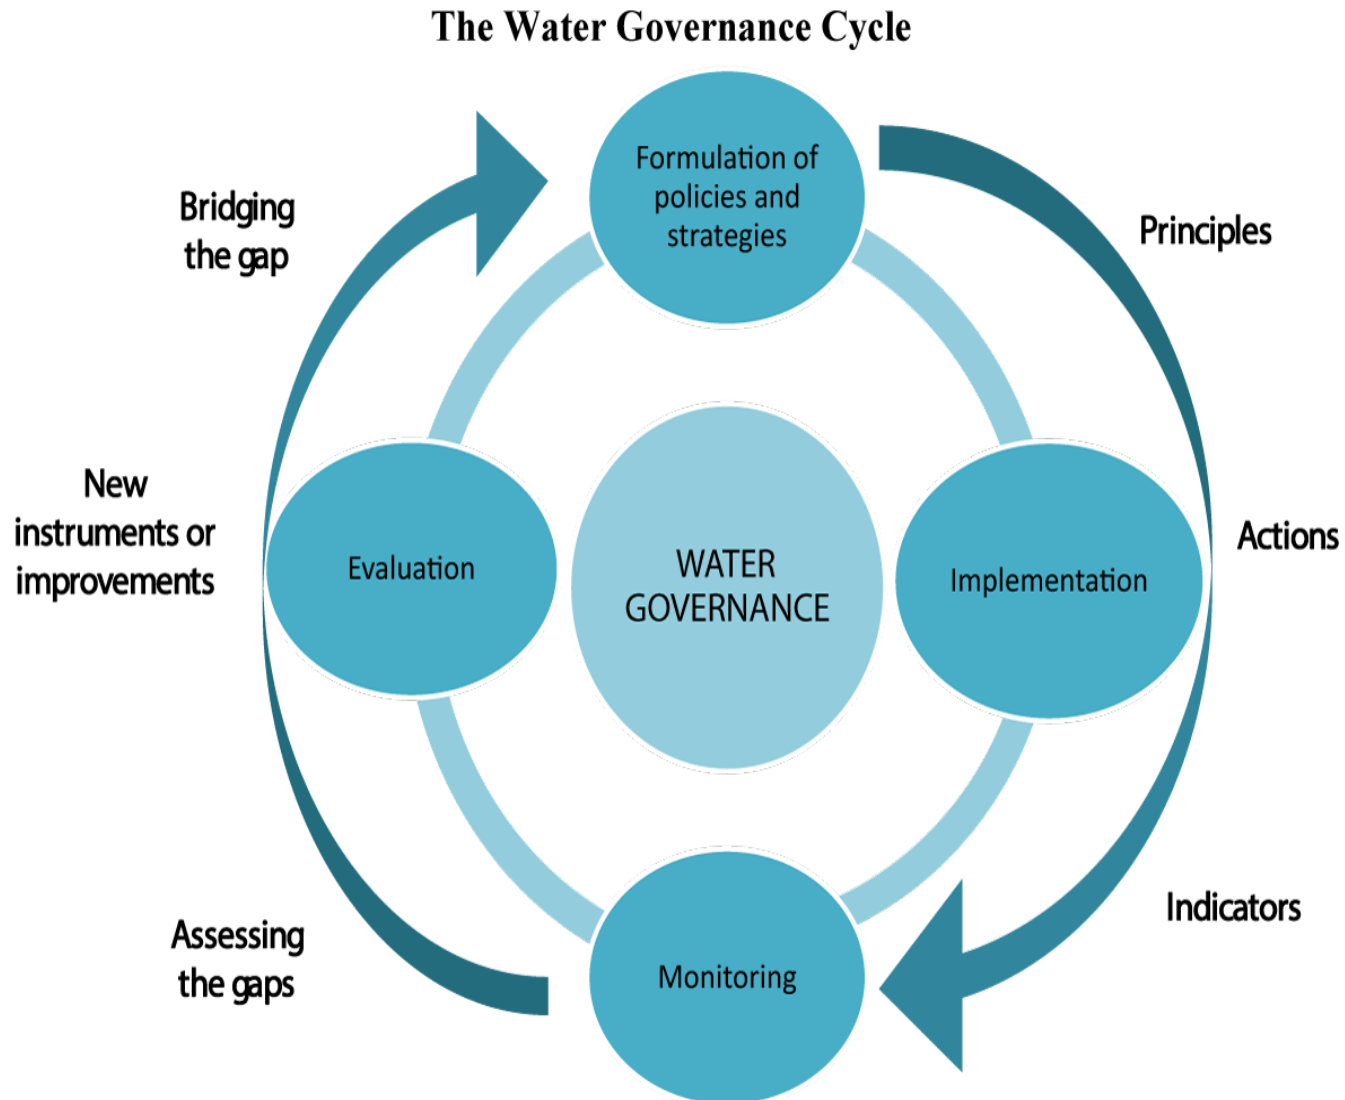 The Water Governance Cycle
Formulation of
policies and
strategies
Bridging
the gap
Principles
New
instruments or
improvements
Evaluation
WATER
GOVERNANCE
Implementation
Actions
Assessing
the gaps
Monitoring
Indicators